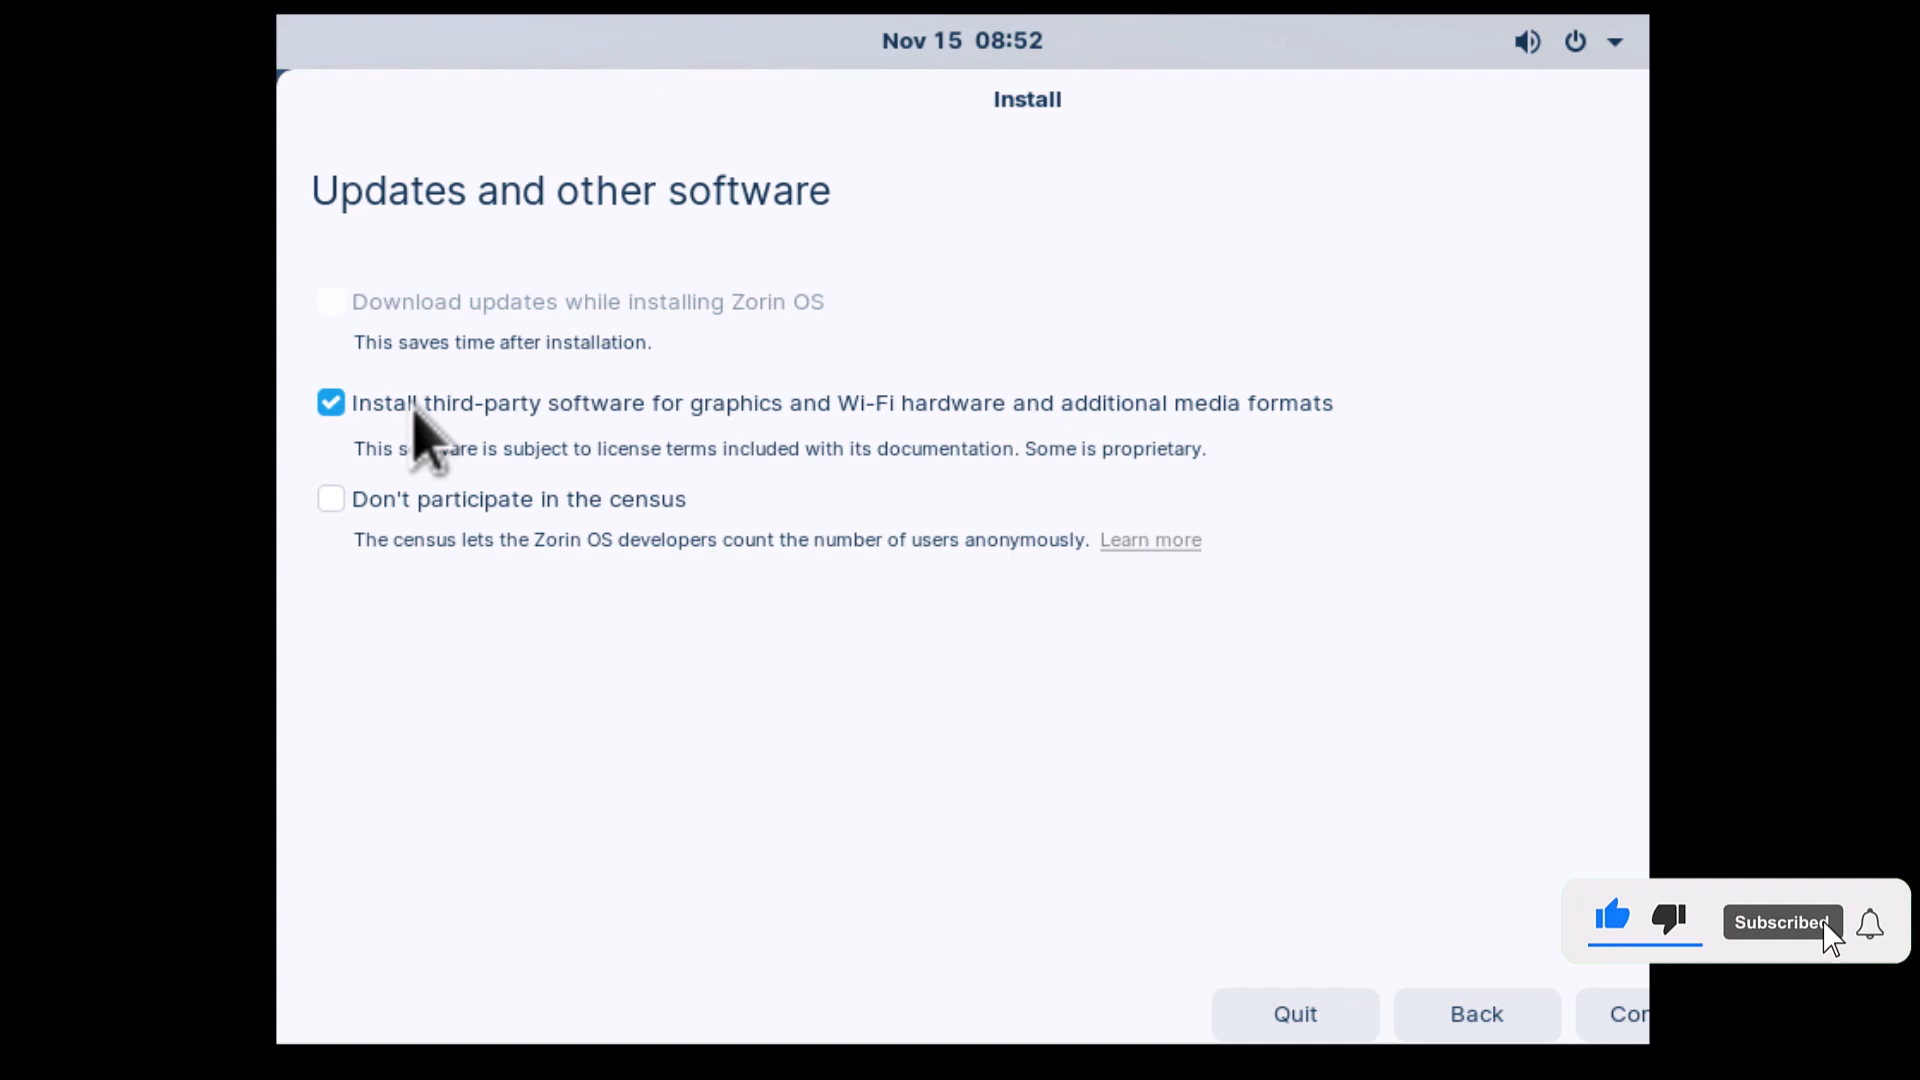 Nov 15 08:52
Install
Updates and other software
Download updates while installing Zorin OS
This saves time after installation.
Install third-party software for graphics and Wi-Fi hardware and additional media formats
This is subject to license terms included with its documentation. Some is proprietary.
Don't participate in the census
The census lets the Zorin OS developers count the number of users anonymously. Learn more
Subscribed
Quit Back Con